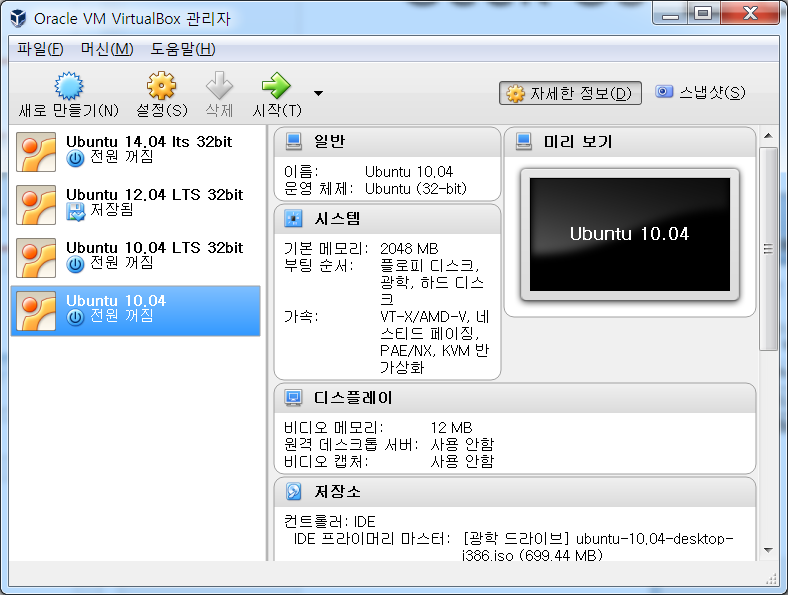 Oracle VM VirtualBox 관리자
파일(F) 머신(M) 도움말(H)
새로 만들기(N) 설정(S) 삭제 시작(T) 자세한 정보(D) 스냅샷(S)
Ubuntu 14.04 lts 32bit
전원 꺼짐
Ubuntu 12.04 LTS 32bit
저장됨
Ubuntu 10.04 LTS 32bit
전원 꺼짐
Ubuntu 10.04
전원 꺼짐
일반
이름: Ubuntu 10.04
운영 체제: Ubuntu (32-bit)
시스템
기본 메모리: 2048 MB
부팅 순서: 플로피 디스크,
광학, 하드 디스
크
가속: VT-X/AMD-V, 네
스티드 페이징,
PAE/NX, KVM 반
가상화
미리 보기
Ubuntu 10.04
디스플레이
비디오 메모리: 12 MB
원격 데스크톱 서버: 사용 안함
비디오 캡처: 사용 안함
저장소
컨트롤러: IDE
IDE 프라이머리 마스터: [광학 드라이브] ubuntu-10.04-desktop-
i386.iso (699.44 MB)